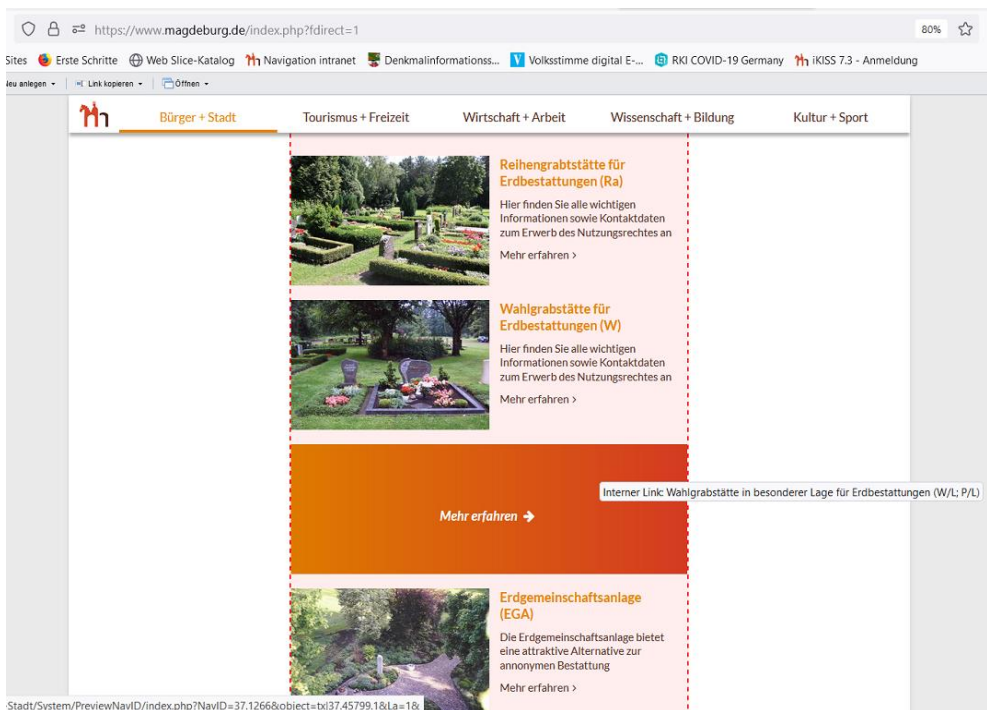 https://www.magdeburg.de/index.php?fdirect=1
80%
Sites Erste Schritte Web Slice-Katalog Navigation intranet Denkmalinformationss... Volksstimme digital E-... RKI COVID-19 Germany iKISS 7.3 - Anmeldung
Neu anlegen Link kopieren Öffnen
Bürger + Stadt Tourismus + Freizeit Wirtschaft + Arbeit Wissenschaft + Bildung Kultur + Sport
Reihengrabtstätte für
Erdbestattungen (Ra)
Hier finden Sie alle wichtigen
Informationen sowie Kontaktdaten
zum Erwerb des Nutzungsrechtes an
Mehr erfahren >
Wahlgrabstätte für
Erdbestattungen (W)
Hier finden Sie alle wichtigen
Informationen sowie Kontaktdaten
zum Erwerb des Nutzungsrechtes an
Mehr erfahren >
Interner Link: Wahlgrabstätte in besonderer Lage für Erdbestattungen (W/L; P/L)
Mehr erfahren →
Erdgemeinschaftsanlage
(EGA)
Die Erdgemeinschaftsanlage bietet
eine attraktive Alternative zur
annonymen Bestattung
Mehr erfahren >
-Stadt/System/PreviewNavID/index.php?NavID=37.1266&object=tx|37.45799.1&La=1&